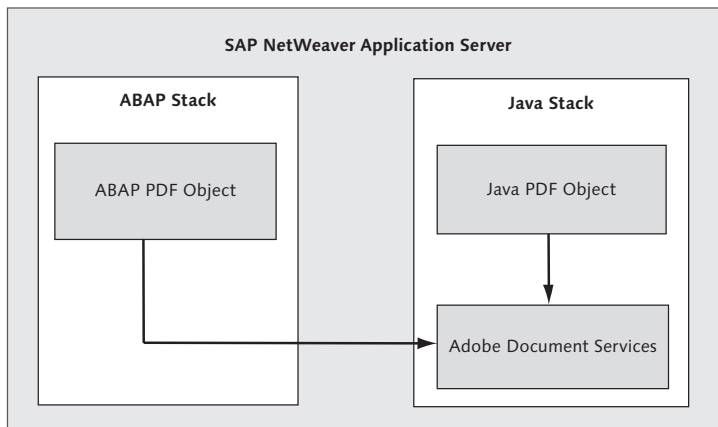 SAP NetWeaver Application Server
ABAP Stack
Java Stack
ABAP PDF Object
Java PDF Object
Adobe Document Services